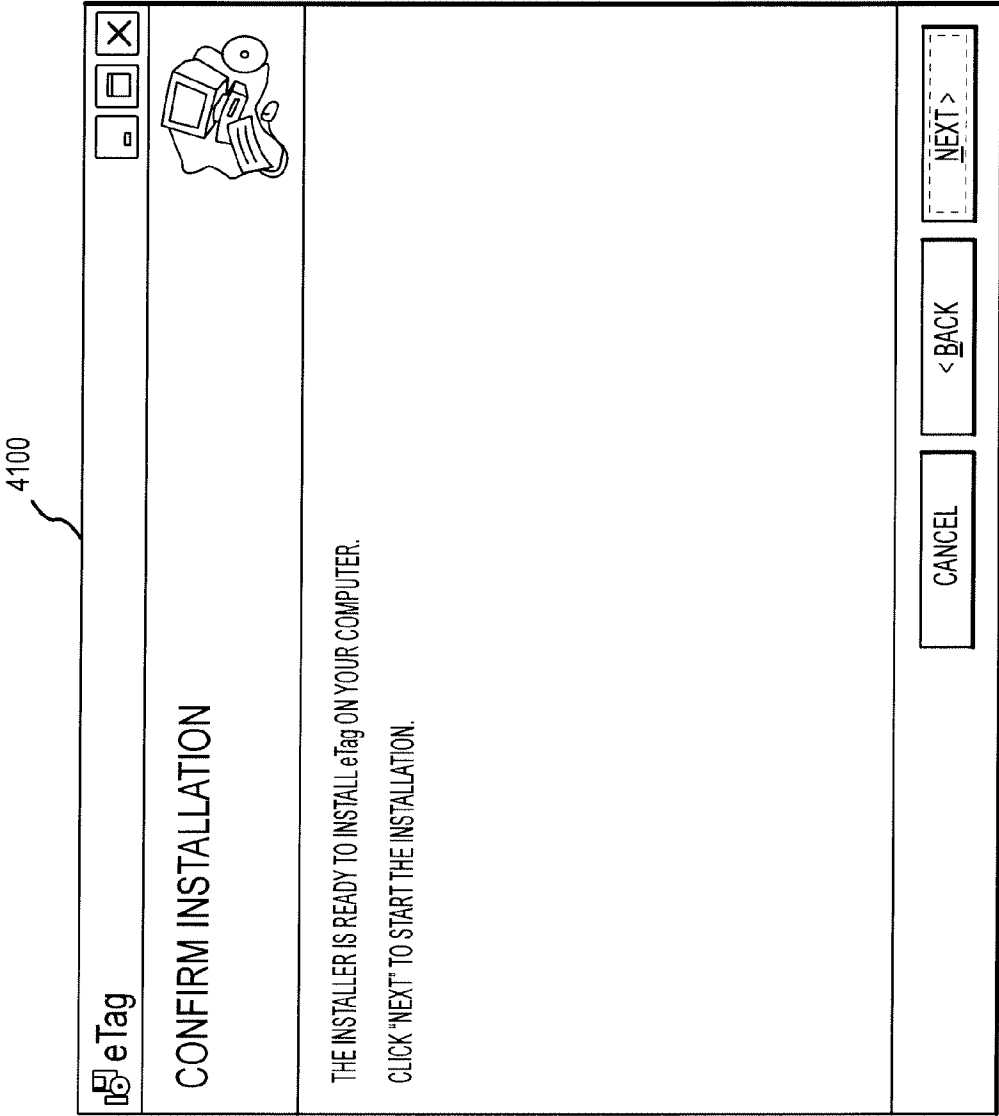 4100
eTag
CONFIRM INSTALLATION
THE INSTALLER IS READY TO INSTALL eTag ON YOUR COMPUTER.
CLICK "NEXT" TO START THE INSTALLATION.
CANCEL
< BACK
NEXT >